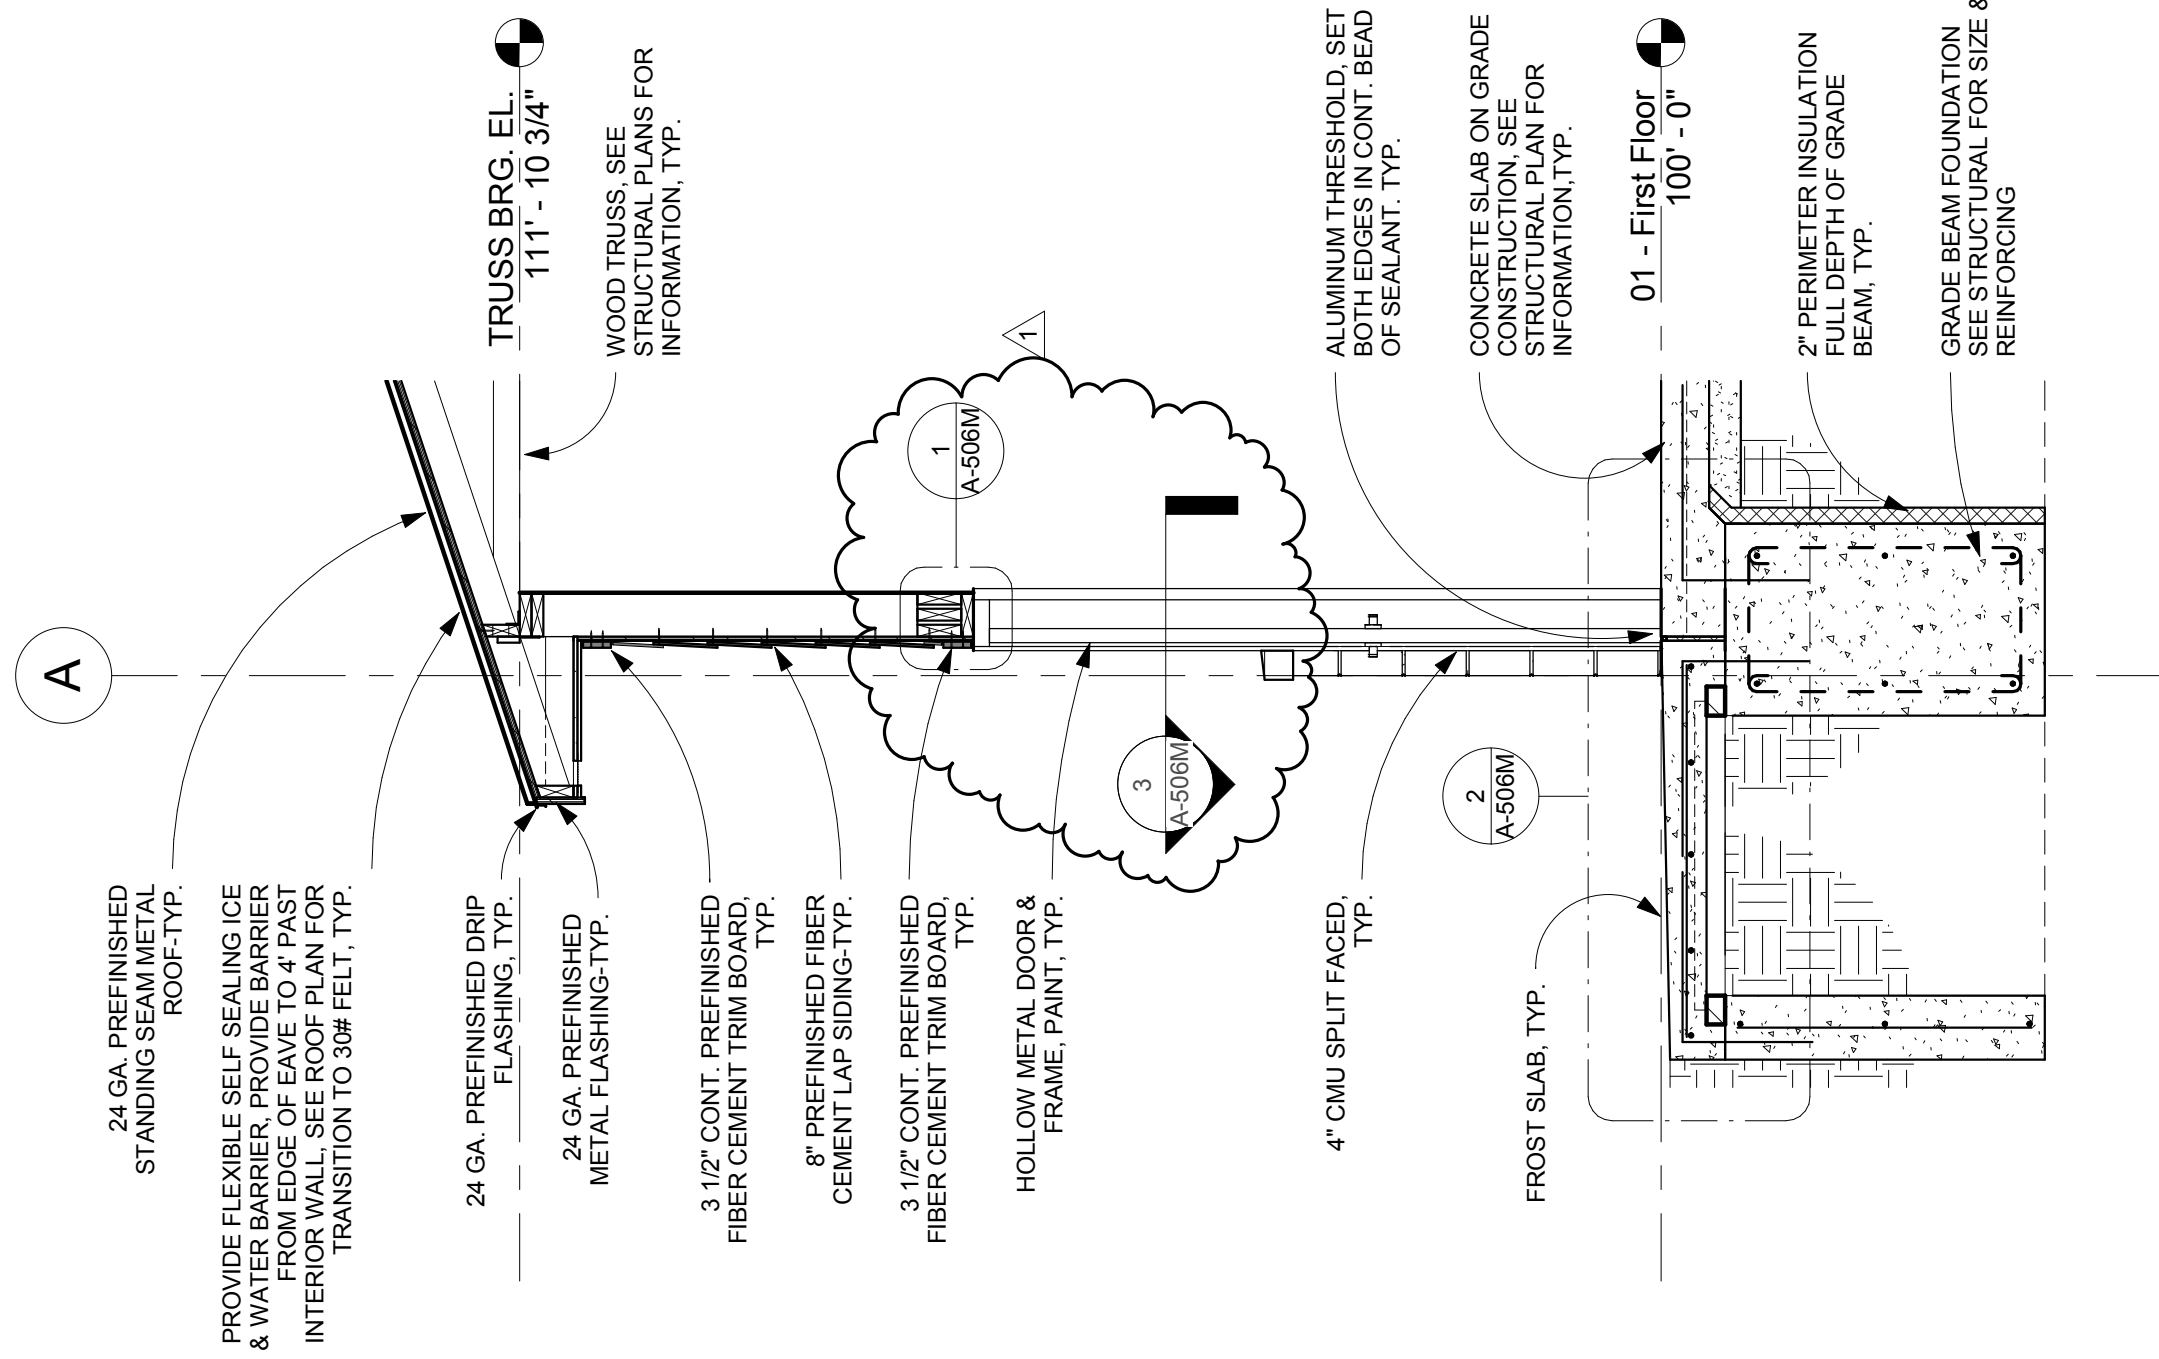 A
24 GA. PREFINISHED
STANDING SEAM METAL
ROOF-TYP.
PROVIDE FLEXIBLE SELF SEALING ICE
& WATER BARRIER, PROVIDE BARRIER
FROM EDGE OF EAVE TO 4' PAST
INTERIOR WALL, SEE ROOF PLAN FOR
TRANSITION TO 30# FELT, TYP.
24 GA. PREFINISHED DRIP
FLASHING, TYP.
24 GA. PREFINISHED
METAL FLASHING-TYP.
3 1/2" CONT. PREFINISHED
FIBER CEMENT TRIM BOARD,
TYP.
8" PREFINISHED FIBER
CEMENT LAP SIDING-TYP.
3 1/2" CONT. PREFINISHED
FIBER CEMENT TRIM BOARD,
TYP.
HOLLOW METAL DOOR &
FRAME, PAINT, TYP.
4" CMU SPLIT FACED,
TYP.
FROST SLAB, TYP.
1
A-506M
3
A-506M
2
A-506M
1
TRUSS BRG. EL.
111' - 10 3/4"
WOOD TRUSS, SEE
STRUCTURAL PLANS FOR
INFORMATION, TYP.
ALUMINUM THRESHOLD, SET
BOTH EDGES IN CONT. BEAD
OF SEALANT. TYP.
CONCRETE SLAB ON GRADE
CONSTRUCTION, SEE
STRUCTURAL PLAN FOR
INFORMATION,TYP.
01 - First Floor
100' - 0"
2" PERIMETER INSULATION
FULL DEPTH OF GRADE
BEAM, TYP.
GRADE BEAM FOUNDATION
SEE STRUCTURAL FOR SIZE &
REINFORCING